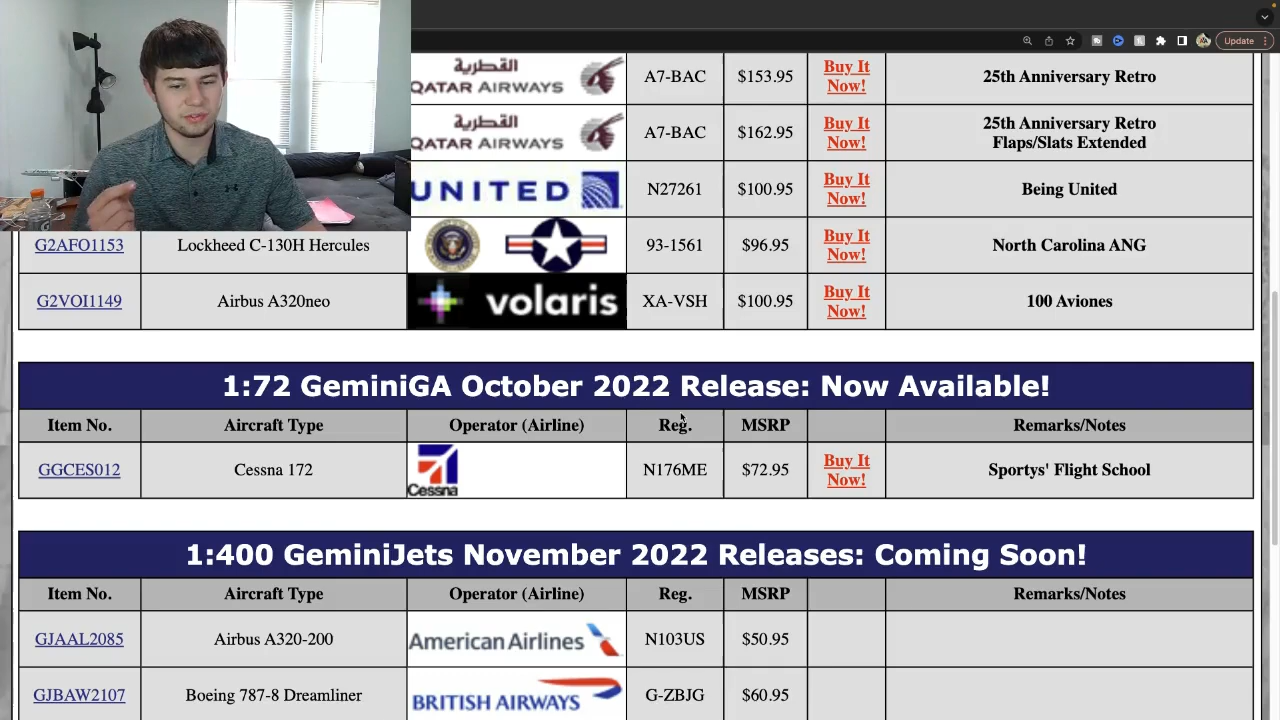 Update
القطرية
QATAR AIRWAYS
A7-BAC
$153.95
Buy It
Now!
25th Anniversary Retro
القطرية
QATAR AIRWAYS
A7-BAC
$162.95
Buy It
Now!
25th Anniversary Retro
Flaps/Slats Extended
UNITED
N27261
$100.95
Buy It
Now!
Being United
G2AFO1153
Lockheed C-130H Hercules
93-1561
$96.95
Buy It
Now!
North Carolina ANG
G2VOI1149
Airbus A320neo
volaris
XA-VSH
$100.95
Buy It
Now!
100 Aviones
1:72 GeminiGA October 2022 Release: Now Available!
Item No.
Aircraft Type
Operator (Airline)
Reg.
MSRP
Remarks/Notes
GGCES012
Cessna 172
Cessna
N176ME
$72.95
Buy It
Now!
Sportys' Flight School
1:400 GeminiJets November 2022 Releases: Coming Soon!
Item No.
Aircraft Type
Operator (Airline)
Reg.
MSRP
Remarks/Notes
GJAAL2085
Airbus A320-200
American Airlines
N103US
$50.95
GJBAW2107
Boeing 787-8 Dreamliner
BRITISH AIRWAYS
G-ZBJG
$60.95